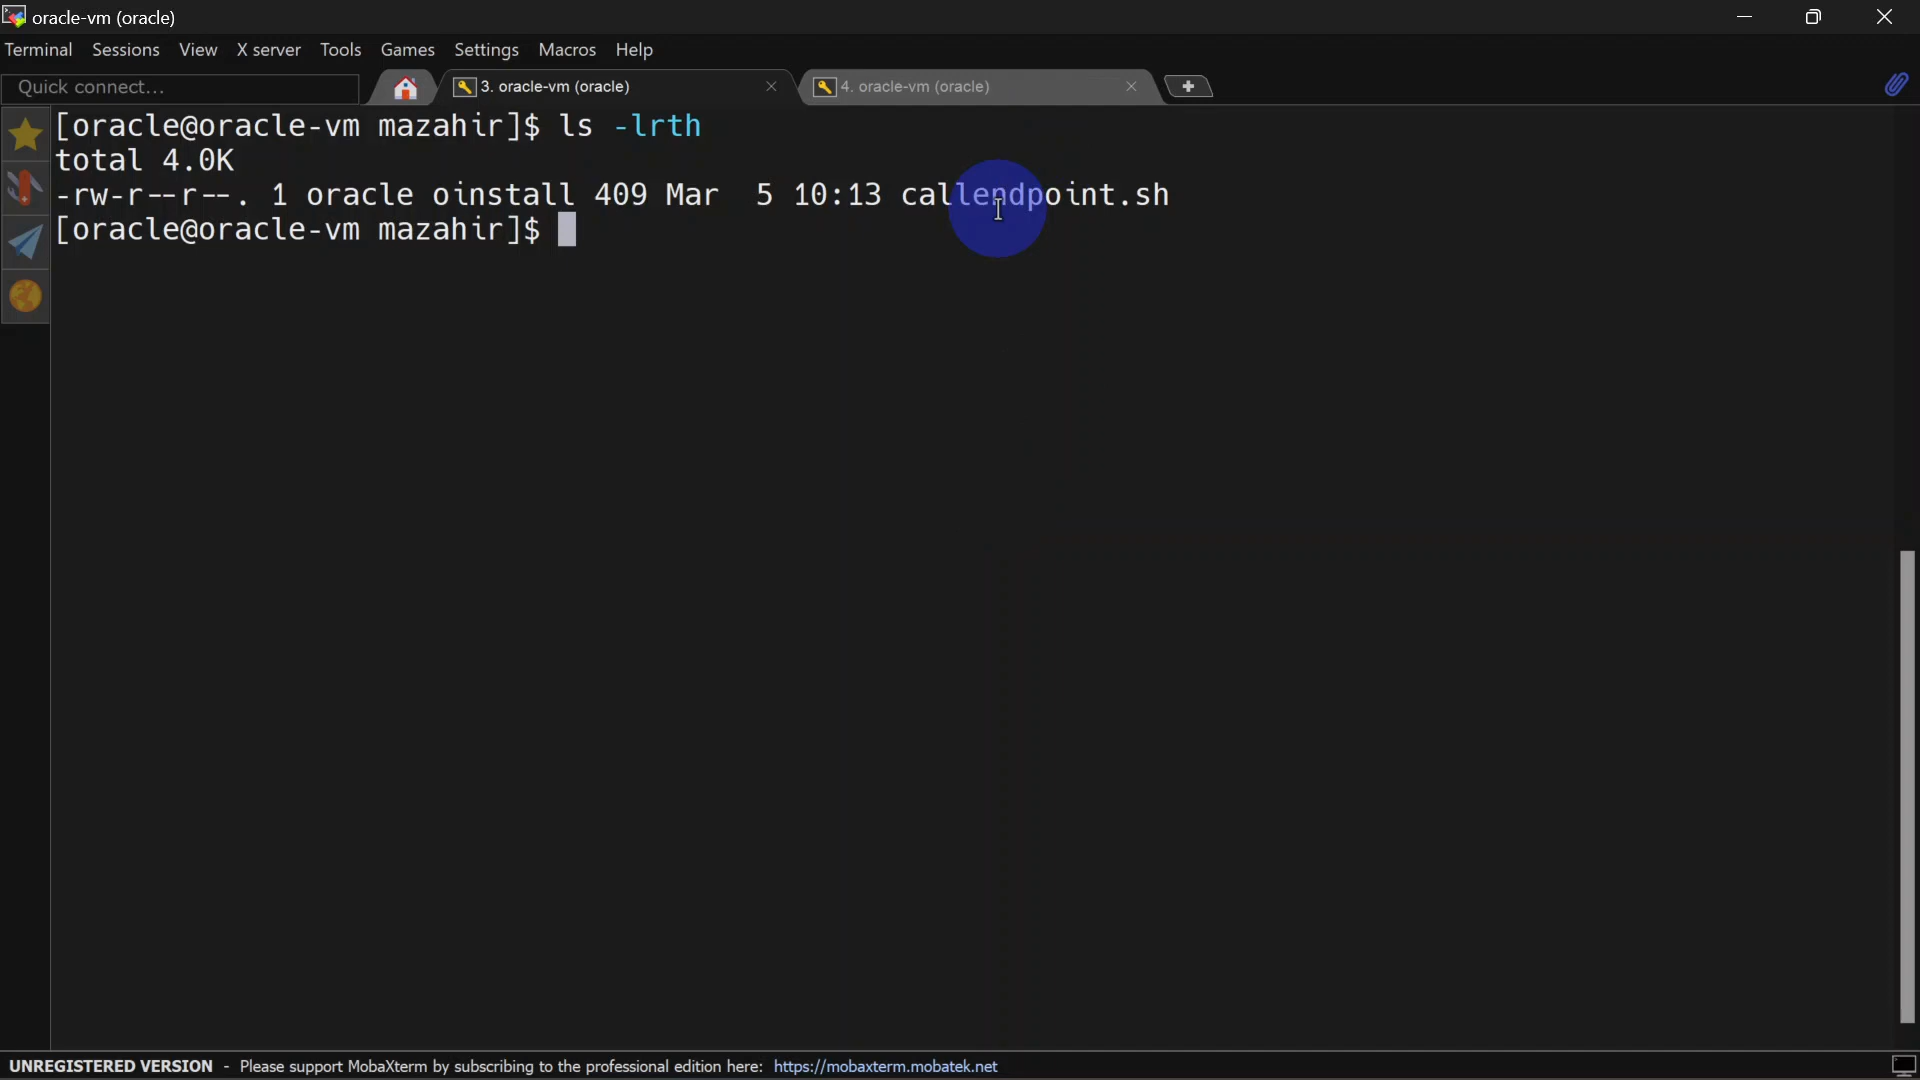 oracle-vm (oracle)
Terminal Sessions View X server Tools Games Settings Macros Help
Quick connect... 3. oracle-vm (oracle) 4. oracle-vm (oracle)
[oracle@oracle-vm mazahir]$ ls -lrth
total 4.0K
-rw-r--r--. 1 oracle oinstall 409 Mar  5 10:13 callendpoint.sh
[oracle@oracle-vm mazahir]$
UNREGISTERED VERSION - Please support MobaXterm by subscribing to the professional edition here: https://mobaxterm.mobatek.net